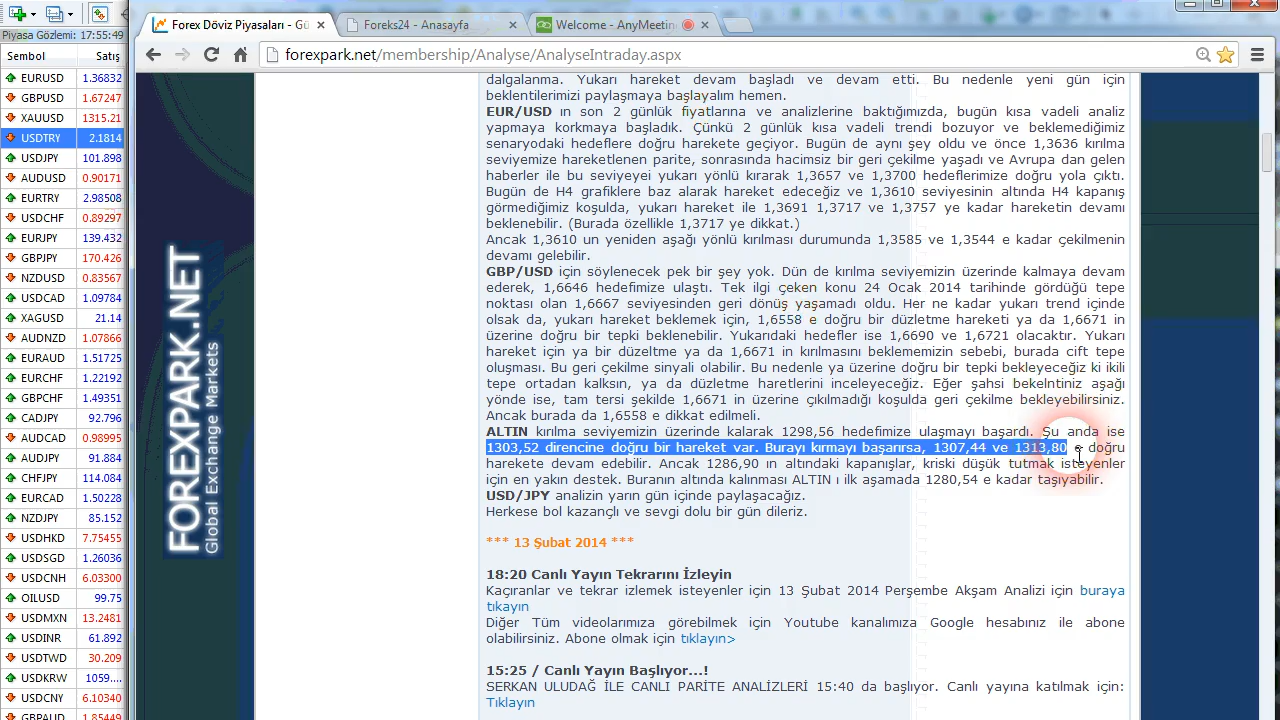 Forex Döviz Piyasaları - Gü
Foreks24 - Anasayfa
Welcome - AnyMeetin
Piyasa Gözlemi: 17:55:49
forexpark.net/membership/Analyse/AnalyseIntraday.aspx
Sembol Satış
EURUSD 1.36832
GBPUSD 1.67247
XAUUSD 1315.21
USDTRY 2.1814
USDJPY 101.898
AUDUSD 0.90171
EURTRY 2.98508
USDCHF 0.89297
EURJPY 139.432
GBPJPY 170.426
NZDUSD 0.83567
USDCAD 1.09784
XAGUSD 21.14
AUDNZD 1.07866
EURAUD 1.51725
EURCHF 1.22192
GBPCHF 1.49351
CADJPY 92.796
AUDCAD 0.98995
AUDJPY 91.884
CHFJPY 114.084
EURCAD 1.50228
NZDJPY 85.152
USDHKD 7.75455
USDSGD 1.26036
USDCNH 6.03300
OILUSD 99.75
USDMXN 13.2481
USDINR 61.892
USDTWD 30.209
USDKRW 1059....
USDCNY 6.10340
GBPAUD 1.85449
FOREXPARK.NET
Global Exchange Markets
dalgalanma. Yukarı hareket devam başladı ve devam etti. Bu nedenle yeni gün için
beklentilerimizi paylaşmaya başlayalım hemen.
EUR/USD ın son 2 günlük fiyatlarına ve analizlerine baktığımızda, bugün kısa vadeli analiz
yapmaya korkmaya başladık. Çünkü 2 günlük kısa vadeli trendi bozuyor ve beklemediğimiz
senaryodaki hedeflere doğru harekete geçiyor. Bugün de aynı şey oldu ve önce 1,3636 kırılma
seviyemize hareketlenen parite, sonrasında hacimsiz bir geri çekilme yaşadı ve Avrupa dan gelen
haberler ile bu seviyeyei yukarı yönlü kırarak 1,3657 ve 1,3700 hedeflerimize doğru yola çıktı.
Bugün de H4 grafiklere baz alarak hareket edeceğiz ve 1,3610 seviyesinin altında H4 kapanış
görmediğimiz koşulda, yukarı hareket ile 1,3691 1,3717 ve 1,3757 ye kadar hareketin devamı
beklenebilir. (Burada özellikle 1,3717 ye dikkat.)
Ancak 1,3610 un yeniden aşağı yönlü kırılması durumunda 1,3585 ve 1,3544 e kadar çekilmenin
devamı gelebilir.
GBP/USD için söylenecek pek bir şey yok. Dün de kırılma seviyemizin üzerinde kalmaya devam
ederek, 1,6646 hedefimize ulaştı. Tek ilgi çeken konu 24 Ocak 2014 tarihinde gördüğü tepe
noktası olan 1,6667 seviyesinden geri dönüş yaşamadı oldu. Her ne kadar yukarı trend içinde
olsak da, yukarı hareket beklemek için, 1,6558 e doğru bir düzletme hareketi ya da 1,6671 in
üzerine doğru bir tepki beklenebilir. Yukarıdaki hedefler ise 1,6690 ve 1,6721 olacaktır. Yukarı
hareket için ya bir düzeltme ya da 1,6671 in kırılmasını beklememizin sebebi, burada cift tepe
oluşması. Bu geri çekilme sinyali olabilir. Bu nedenle ya üzerine doğru bir tepki bekleyeceğiz ki ikili
tepe ortadan kalksın, ya da düzletme haretlerini inceleyeceğiz. Eğer şahsi bekelntiniz aşağı
yönde ise, tam tersi şekilde 1,6671 in üzerine çıkılmadığı koşulda geri çekilme bekleyebilirsiniz.
Ancak burada da 1,6558 e dikkat edilmeli.
ALTIN kırılma seviyemizin üzerinde kalarak 1298,56 hedefimize ulaşmayı başardı. Şu anda ise
1303,52 direncine doğru bir hareket var. Burayı kırmayı başarırsa, 1307,44 ve 1313,80 e doğru
harekete devam edebilir. Ancak 1286,90 ın altındaki kapanışlar, kriski düşük tutmak isteyenler
için en yakın destek. Buranın altında kalınması ALTIN ı ilk aşamada 1280,54 e kadar taşıyabilir.
USD/JPY analizin yarın gün içinde paylaşacağız.
Herkese bol kazançlı ve sevgi dolu bir gün dileriz.
*** 13 Şubat 2014 ***
18:20 Canlı Yayın Tekrarını İzleyin
Kaçıranlar ve tekrar izlemek isteyenler için 13 Şubat 2014 Perşembe Akşam Analizi için buraya
tıkayın
Diğer Tüm videolarımıza görebilmek için Youtube kanalımıza Google hesabınız ile abone
olabilirsiniz. Abone olmak için tıklayın>
15:25 / Canlı Yayın Başlıyor...!
SERKAN ULUDAĞ İLE CANLI PARİTE ANALİZLERİ 15:40 da başlıyor. Canlı yayına katılmak için:
Tıklayın